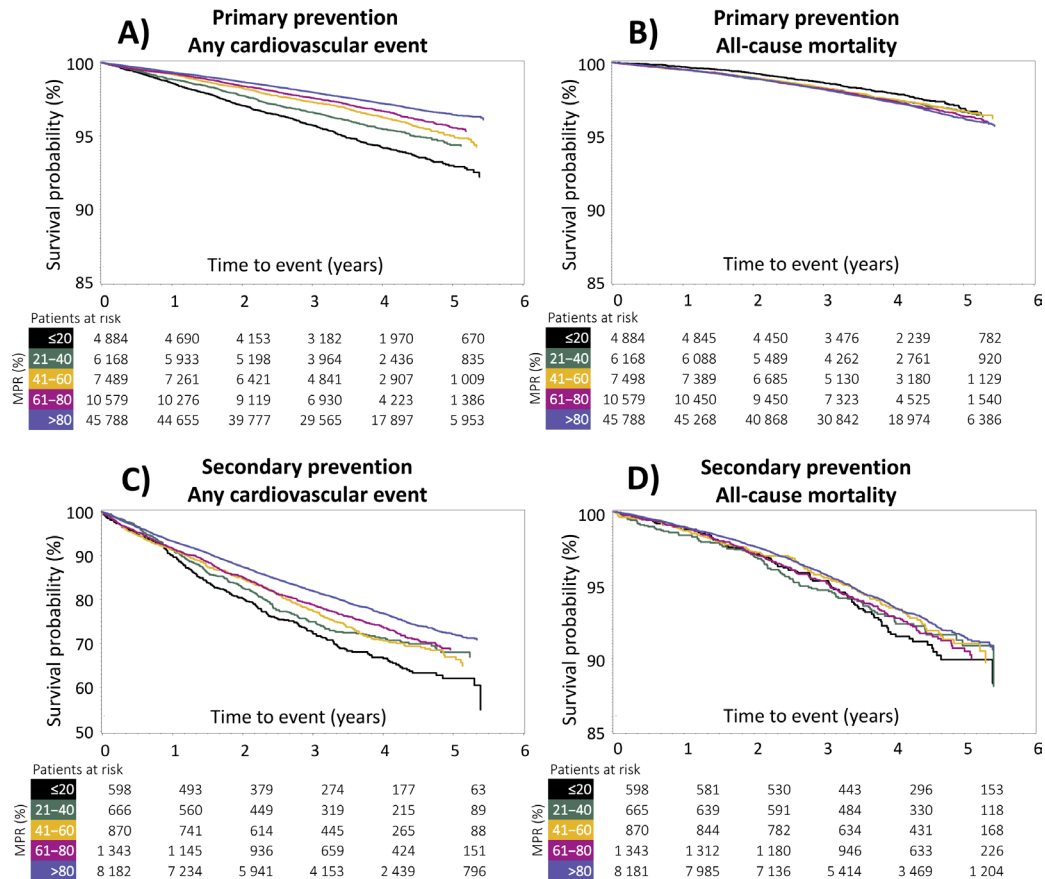 A) Primary prevention
Any cardiovascular event
Survival probability (%)
100
95
90
85
Time to event (years)
0 1 2 3 4 5 6
Patients at risk
MPR (%)
≤20 4 884 4 690 4 153 3 182 1 970 670
21–40 6 168 5 933 5 198 3 964 2 436 835
41–60 7 489 7 261 6 421 4 841 2 907 1 009
61–80 10 579 10 276 9 119 6 930 4 223 1 386
>80 45 788 44 655 39 777 29 565 17 897 5 953
B) Primary prevention
All-cause mortality
Survival probability (%)
100
95
90
85
Time to event (years)
0 1 2 3 4 5 6
Patients at risk
MPR (%)
≤20 4 884 4 845 4 450 3 476 2 239 782
21–40 6 168 6 088 5 489 4 262 2 761 920
41–60 7 498 7 389 6 685 5 130 3 180 1 129
61–80 10 579 10 450 9 450 7 323 4 525 1 540
>80 45 788 45 268 40 868 30 842 18 974 6 386
C) Secondary prevention
Any cardiovascular event
Survival probability (%)
100
90
80
70
60
50
Time to event (years)
0 1 2 3 4 5 6
Patients at risk
MPR (%)
≤20 598 493 379 274 177 63
21–40 666 560 449 319 215 89
41–60 870 741 614 445 265 88
61–80 1 343 1 145 936 659 424 151
>80 8 182 7 234 5 941 4 153 2 439 796
D) Secondary prevention
All-cause mortality
Survival probability (%)
100
95
90
85
Time to event (years)
0 1 2 3 4 5 6
Patients at risk
MPR (%)
≤20 598 581 530 443 296 153
21–40 665 639 591 484 330 118
41–60 870 844 782 634 431 168
61–80 1 343 1 312 1 180 946 633 226
>80 8 181 7 985 7 136 5 414 3 469 1 204